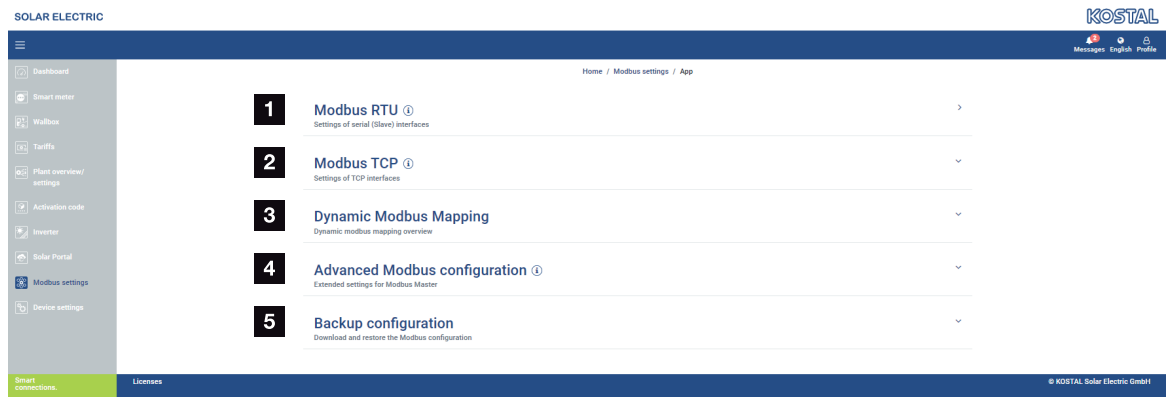 SOLAR ELECTRIC
KOSTAL
2
Messages English Profile
Dashboard
Smart meter
Wallbox
Tariffs
Plant overview/
settings
Activation code
Inverter
Solar Portal
Modbus settings
Device settings
Home / Modbus settings / App
1
Modbus RTU
Settings of serial (Slave) interfaces
2
Modbus TCP
Settings of TCP interfaces
3
Dynamic Modbus Mapping
Dynamic modbus mapping overview
4
Advanced Modbus configuration
Extended settings for Modbus Master
5
Backup configuration
Download and restore the Modbus configuration
Smart
connections.
Licenses
© KOSTAL Solar Electric GmbH